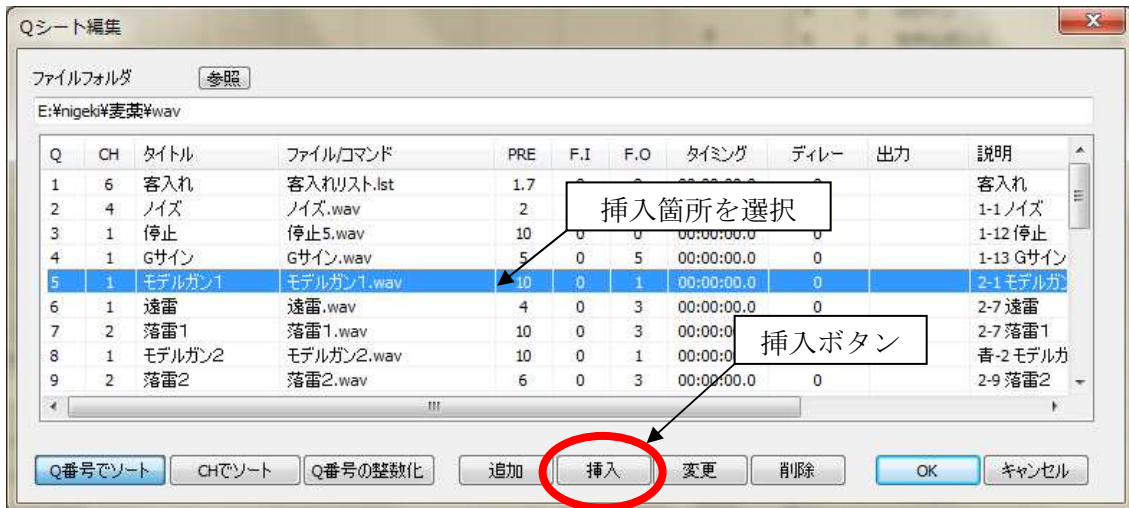 Qシート編集
ファイルフォルダ 参照
E:¥nigeki¥麦藁¥wav
Q CH タイトル ファイル/コマンド PRE F.I F.O タイミング ディレー 出力 説明
1 6 客入れ 客入れリスト.lst 1.7 客入れ
2 4 ノイズ ノイズ.wav 2 1-1ノイズ
挿入箇所を選択
3 1 停止 停止5.wav 10 0 0 00:00:00.0 0 1-12 停止
4 1 Gサイン Gサイン.wav 5 0 5 00:00:00.0 0 1-13 Gサイン
5 1 モデルガン1 モデルガン1.wav 10 0 1 00:00:00.0 0 2-1 モデルガン
6 1 遠雷 遠雷.wav 4 0 3 00:00:00.0 0 2-7 遠雷
7 2 落雷1 落雷1.wav 10 0 3 00:00:0 2-7 落雷1
挿入ボタン
8 1 モデルガン2 モデルガン2.wav 10 0 1 00:00:0 青-2 モデルガ
9 2 落雷2 落雷2.wav 6 0 3 00:00:00.0 0 2-9 落雷2
Q番号でソート CHでソート Q番号の整数化 追加 挿入 変更 削除 OK キャンセル